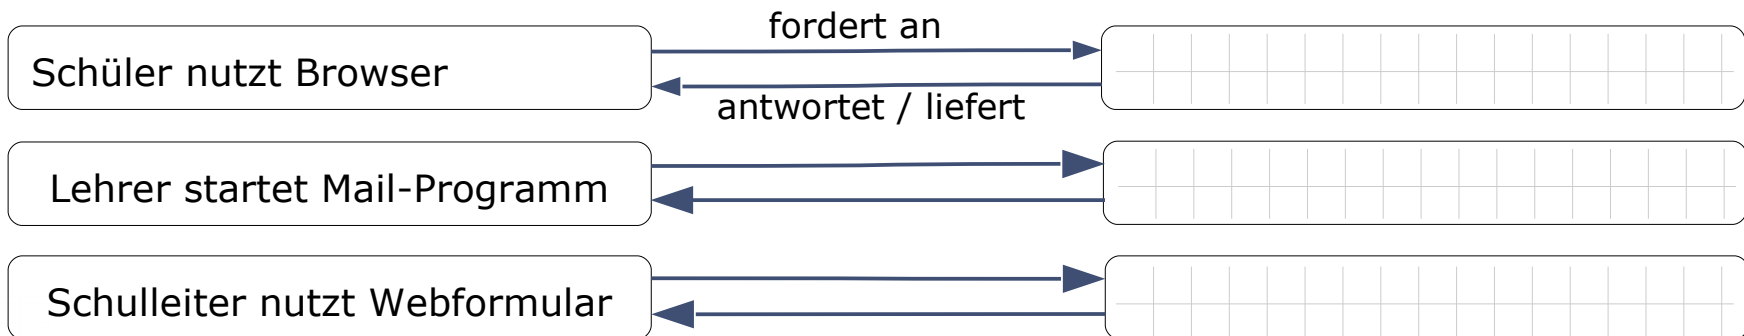 fordert an
Schüler nutzt Browser
antwortet / liefert
Lehrer startet Mail-Programm
Schulleiter nutzt Webformular